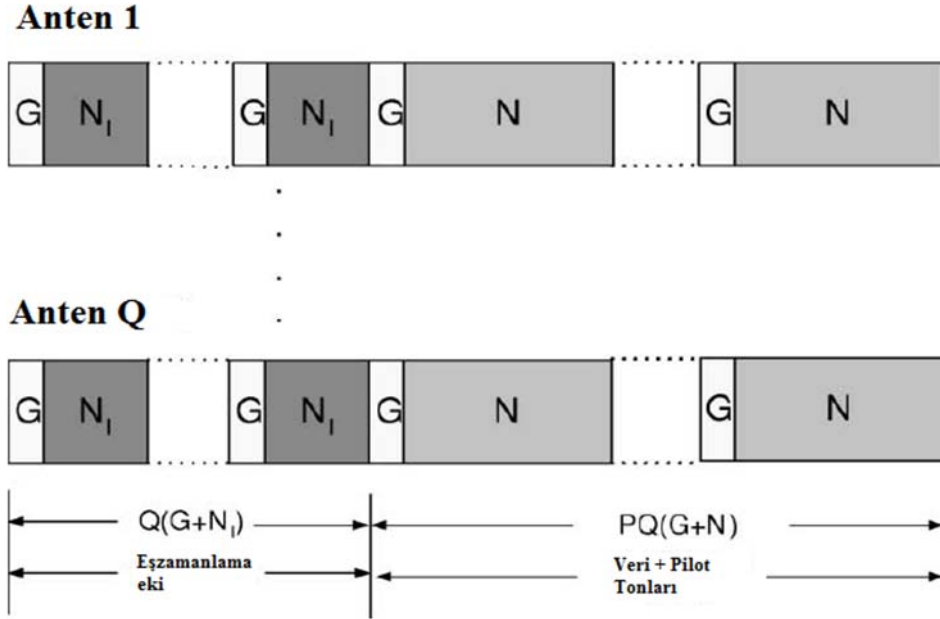 Anten 1
G N_I G N_I G N G N
Anten Q
G N_I G N_I G N G N
Q(G+N_I) PQ(G+N)
Eşzamanlama Veri + Pilot
eki Tonları